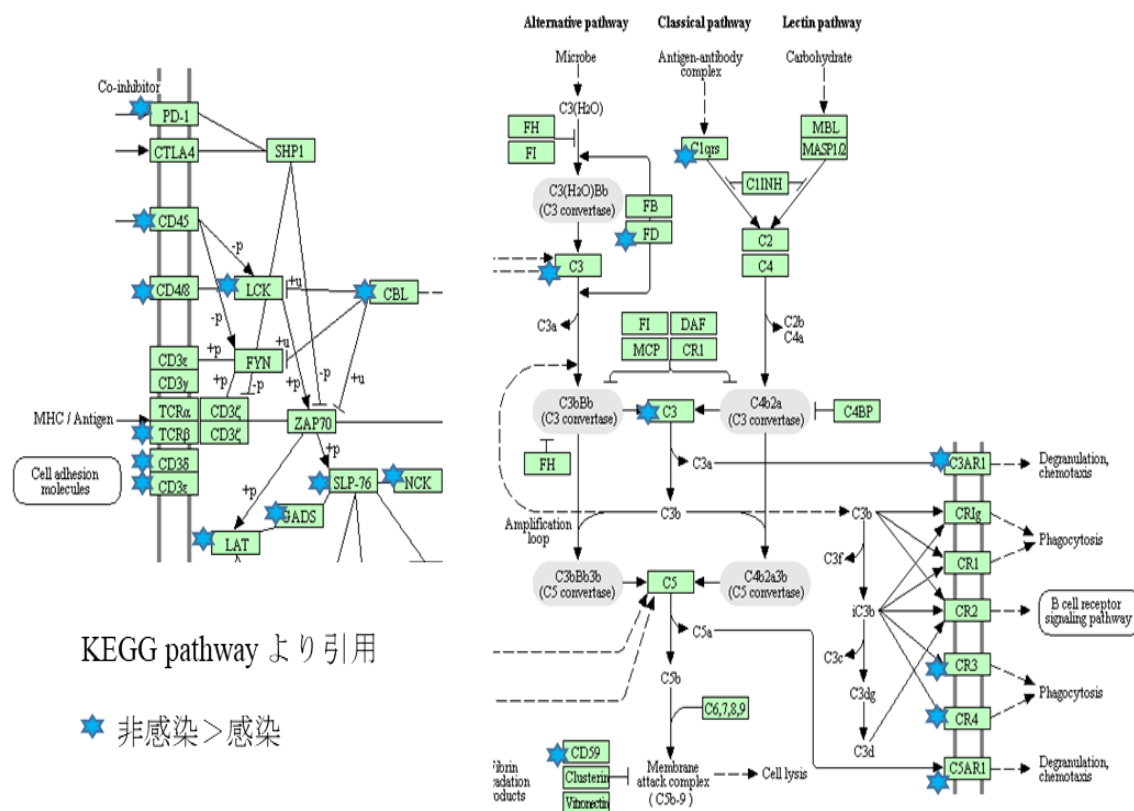 Co-inhibitor
PD-1
CTLA4
SHP1
CD45
-p
CD4/8
LCK
+u
CBL
-p
+p
FYN
+u
CD3ε
CD3γ
+p
-p
+p
-p
+u
MHC / Antigen
TCRα
CD3ζ
TCRβ
CD3ζ
ZAP70
+p
Cell adhesion
molecules
CD3δ
CD3ε
+p
SLP-76
NCK
GADS
LAT
KEGG pathway より引用
非感染＞感染
Alternative pathway
Classical pathway
Lectin pathway
Microbe
Antigen-antibody
complex
Carbohydrate
C3(H2O)
FH
FI
C1qrs
MBL
MASP1/2
C1INH
C3(H2O)Bb
(C3 convertase)
FB
FD
C2
C4
C3
C3a
C2b
C4a
FI
DAF
MCP
CR1
C3bBb
(C3 convertase)
C3
C4b2a
(C3 convertase)
C4BP
FH
C3a
C3AR1
Degranulation,
chemotaxis
Amplification
loop
C3b
C3b
CRIg
Phagocytosis
C3f
CR1
C3bBb3b
(C5 convertase)
C5
C4b2a3b
(C5 convertase)
iC3b
CR2
B cell receptor
signaling pathway
C5a
C3c
CR3
C5b
C3dg
Phagocytosis
C6,7,8,9
CR4
C3d
CD59
Clusterin
Vitronectin
Membrane
attack complex
(C5b-9)
Cell lysis
C5AR1
Degranulation,
chemotaxis